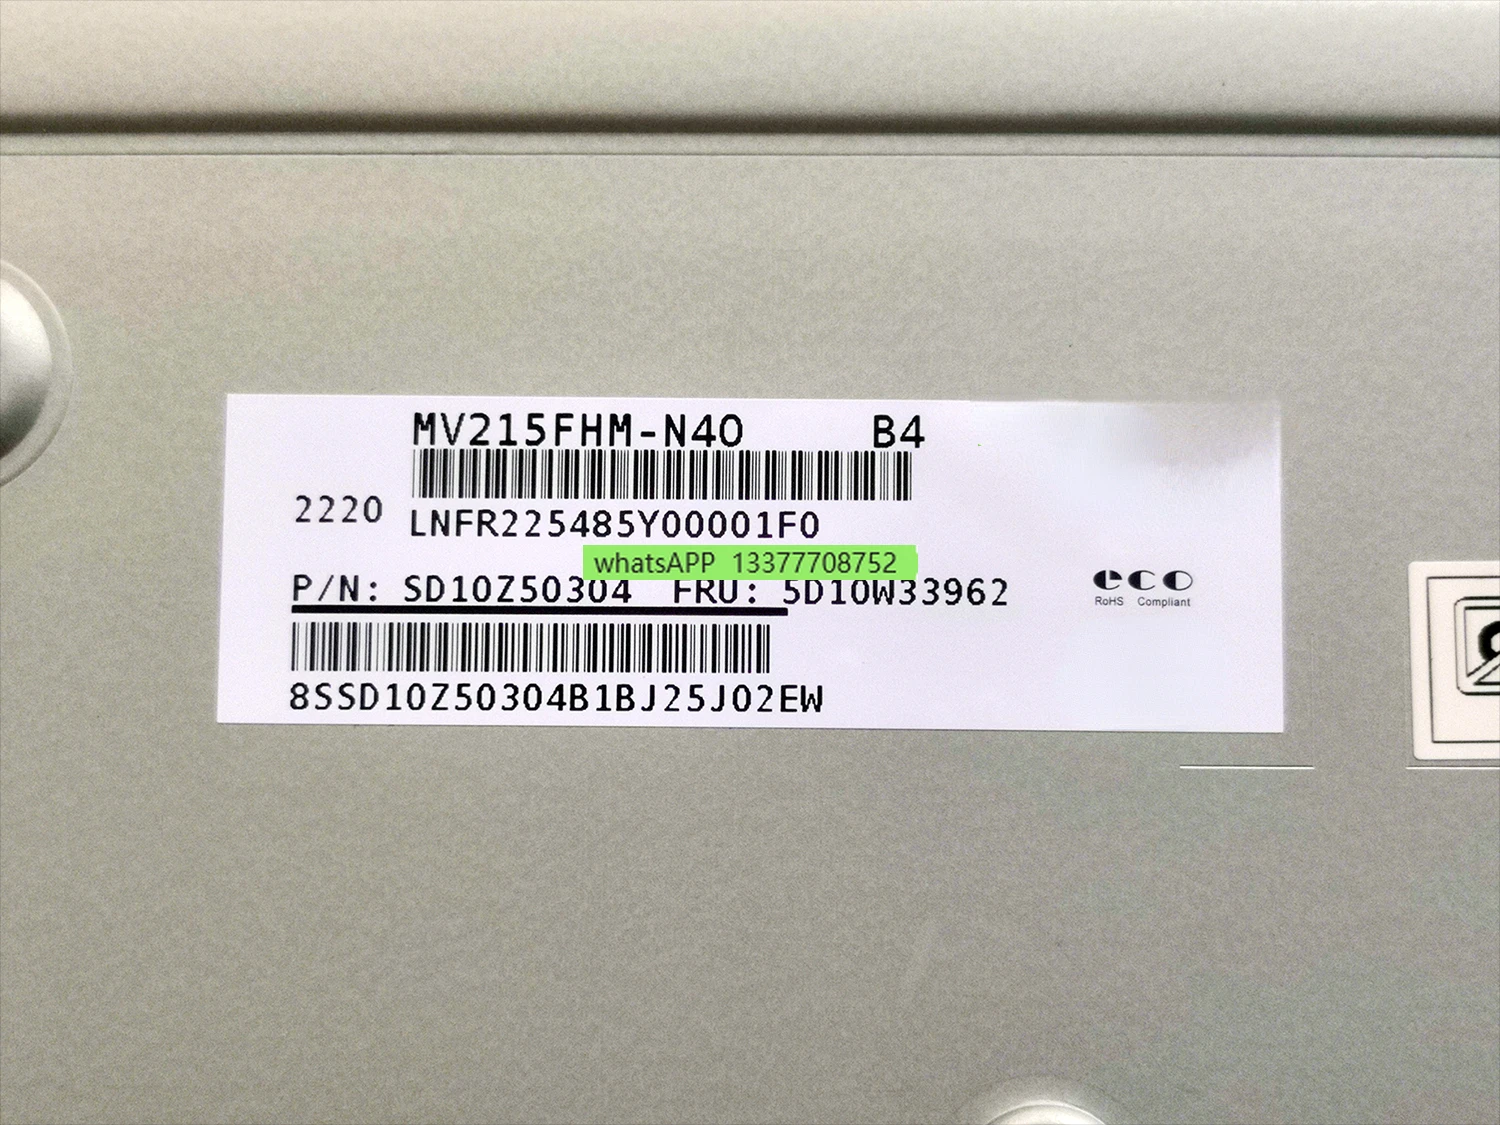 MV215FHM-N40 B4
2220 LNFR225485Y00001F0
whatsAPP 13377708752
P/N: SD10Z50304 FRU: 5D10W33962
eco
RoHS Compliant
8SSD10Z50304B1BJ25J02EW